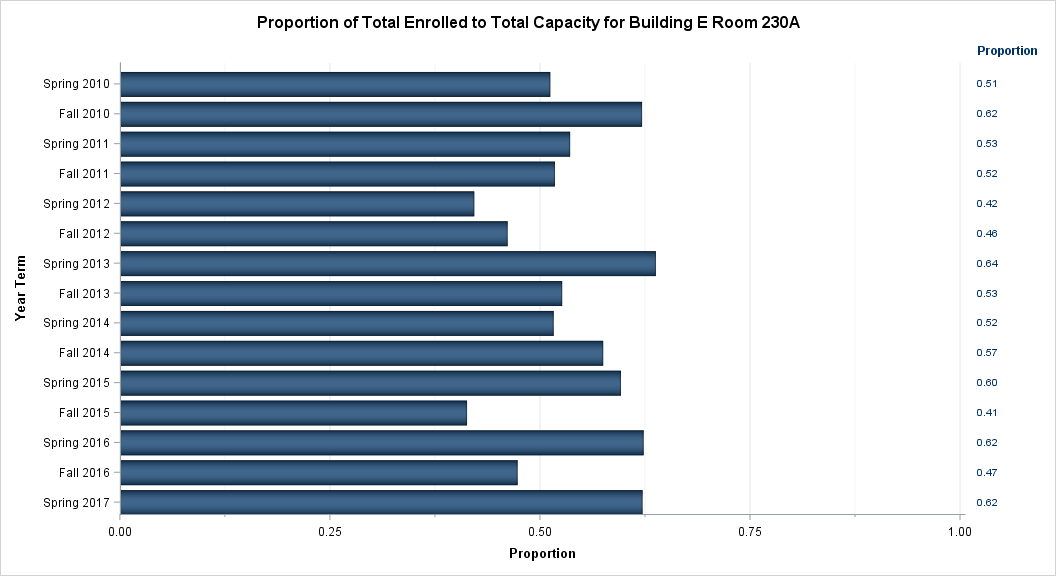 Proportion of Total Enrolled to Total Capacity for Building E Room 230A
Proportion
Spring 2010 0.51
Fall 2010 0.62
Spring 2011 0.53
Fall 2011 0.52
Spring 2012 0.42
Fall 2012 0.46
Spring 2013 0.64
Fall 2013 0.53
Spring 2014 0.52
Fall 2014 0.57
Spring 2015 0.60
Fall 2015 0.41
Spring 2016 0.62
Fall 2016 0.47
Spring 2017 0.62
Year Term
0.00 0.25 0.50 0.75 1.00
Proportion